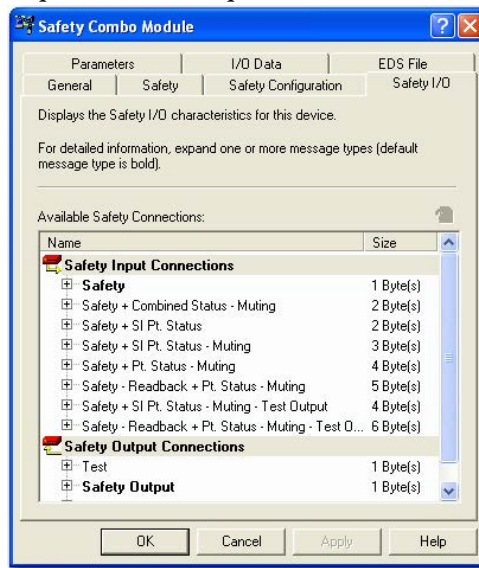 Safety Combo Module
Parameters I/O Data EDS File
General Safety Safety Configuration Safety I/O
Displays the Safety I/O characteristics for this device.
For detailed information, expand one or more message types (default
message type is bold).
Available Safety Connections:
Name Size
Safety Input Connections
Safety 1 Byte(s)
Safety + Combined Status - Muting 2 Byte(s)
Safety + SI Pt. Status 2 Byte(s)
Safety + SI Pt. Status - Muting 3 Byte(s)
Safety + Pt. Status - Muting 4 Byte(s)
Safety - Readback + Pt. Status - Muting 5 Byte(s)
Safety + SI Pt. Status - Muting - Test Output 4 Byte(s)
Safety - Readback + Pt. Status - Muting - Test O... 6 Byte(s)
Safety Output Connections
Test 1 Byte(s)
Safety Output 1 Byte(s)
OK Cancel Apply Help